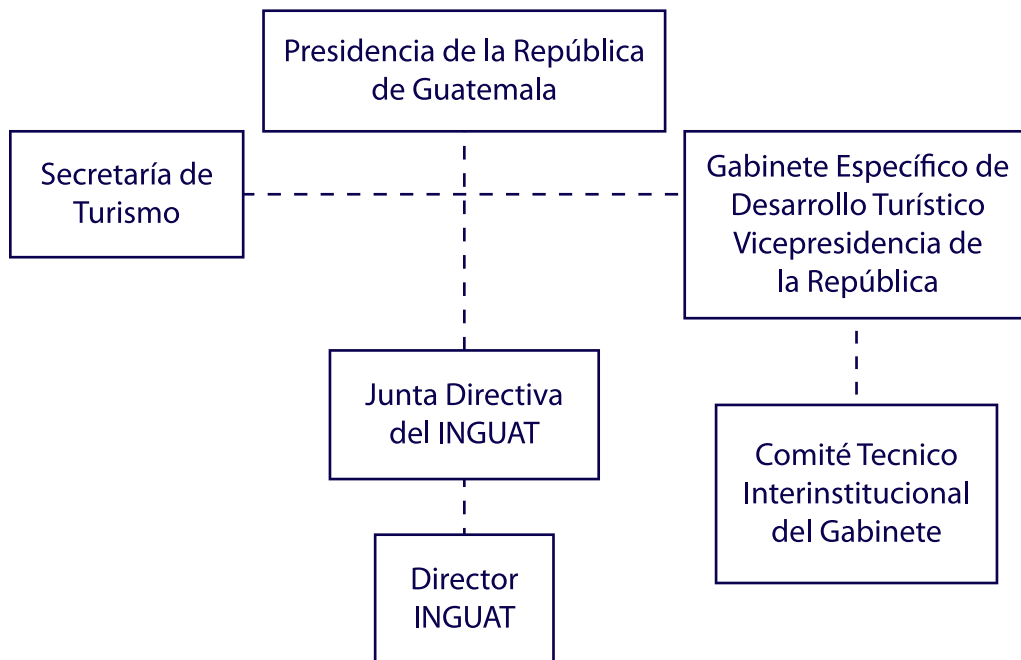 Presidencia de la República
de Guatemala
Secretaría de
Turismo
Gabinete Específico de
Desarrollo Turístico
Vicepresidencia de
la República
Junta Directiva
del INGUAT
Comité Tecnico
Interinstitucional
del Gabinete
Director
INGUAT